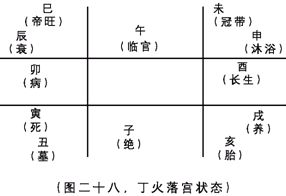 巳
(帝旺)
午
(临官)
未
(冠带)
辰
(衰)
申
(沐浴)
卯
(病)
酉
(长生)
寅
(死)
子
(绝)
戌
(养)
丑
(墓)
亥
(胎)
(图二十八，丁火落宫状态)